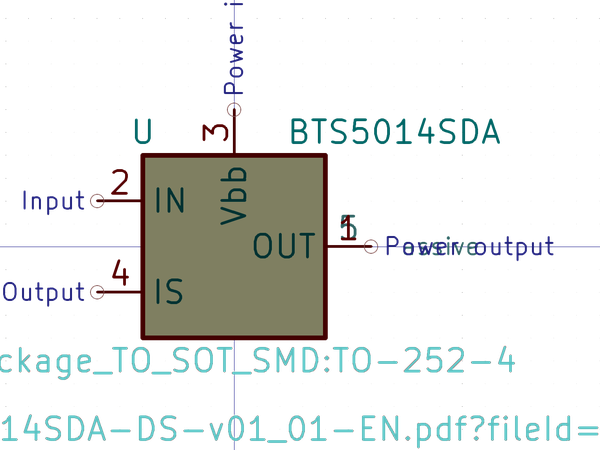 Power i
U
BTS5014SDA
3
2
Input
IN
Vbb
1
5
OUT
Power output
4
Output
IS
ckage_TO_SOT_SMD:TO-252-4
14SDA-DS-v01_01-EN.pdf?fileId=